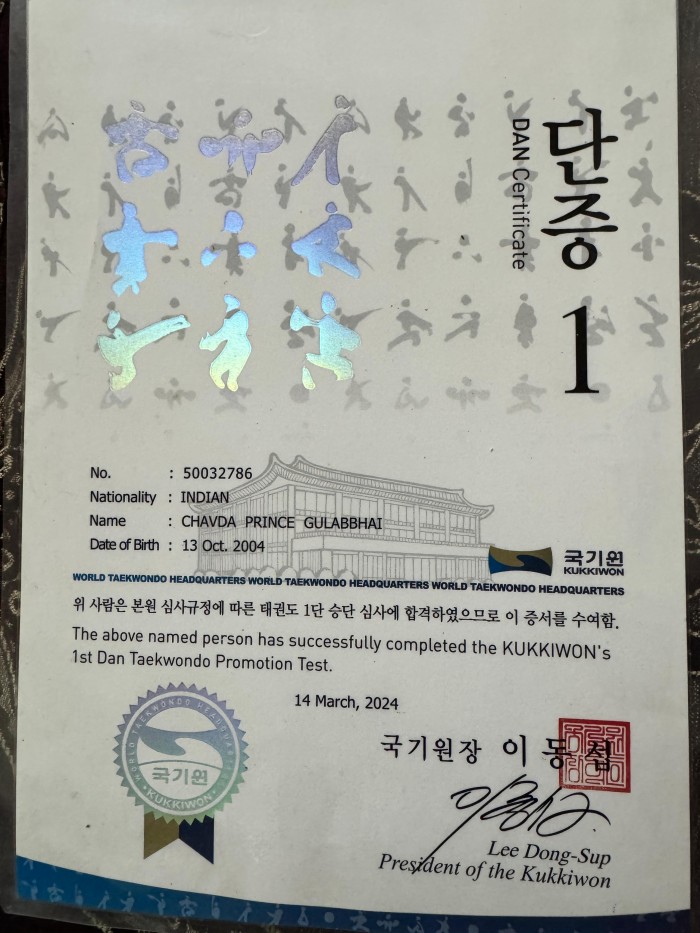 단증
DAN Certificate
1
No. : 50032786
Nationality : INDIAN
Name : CHAVDA PRINCE GULABBHAI
Date of Birth : 13 Oct. 2004
국기원
KUKKIWON
WORLD TAEKWONDO HEADQUARTERS WORLD TAEKWONDO HEADQUARTERS WORLD TAEKWONDO HEADQUARTERS
위 사람은 본원 심사규정에 따른 태권도 1단 승단 심사에 합격하였으므로 이 증서를 수여함.
The above named person has successfully completed the KUKKIWON's
1st Dan Taekwondo Promotion Test.
14 March, 2024
WORLD TAEKWONDO HEADQUARTERS
국기원
KUKKIWON
국기원장 이동섭
Lee Dong-Sup
President of the Kukkiwon